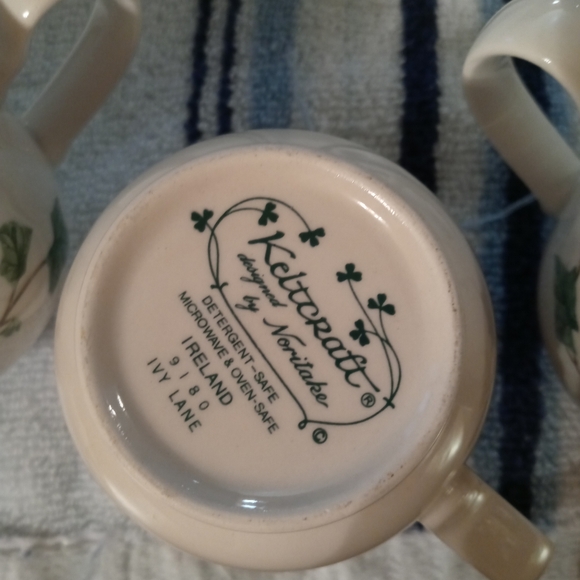 Keltcraft ®
designed
by Noritake
©
DETERGENT-SAFE
MICROWAVE & OVEN-SAFE
IRELAND
9180
IVY LANE